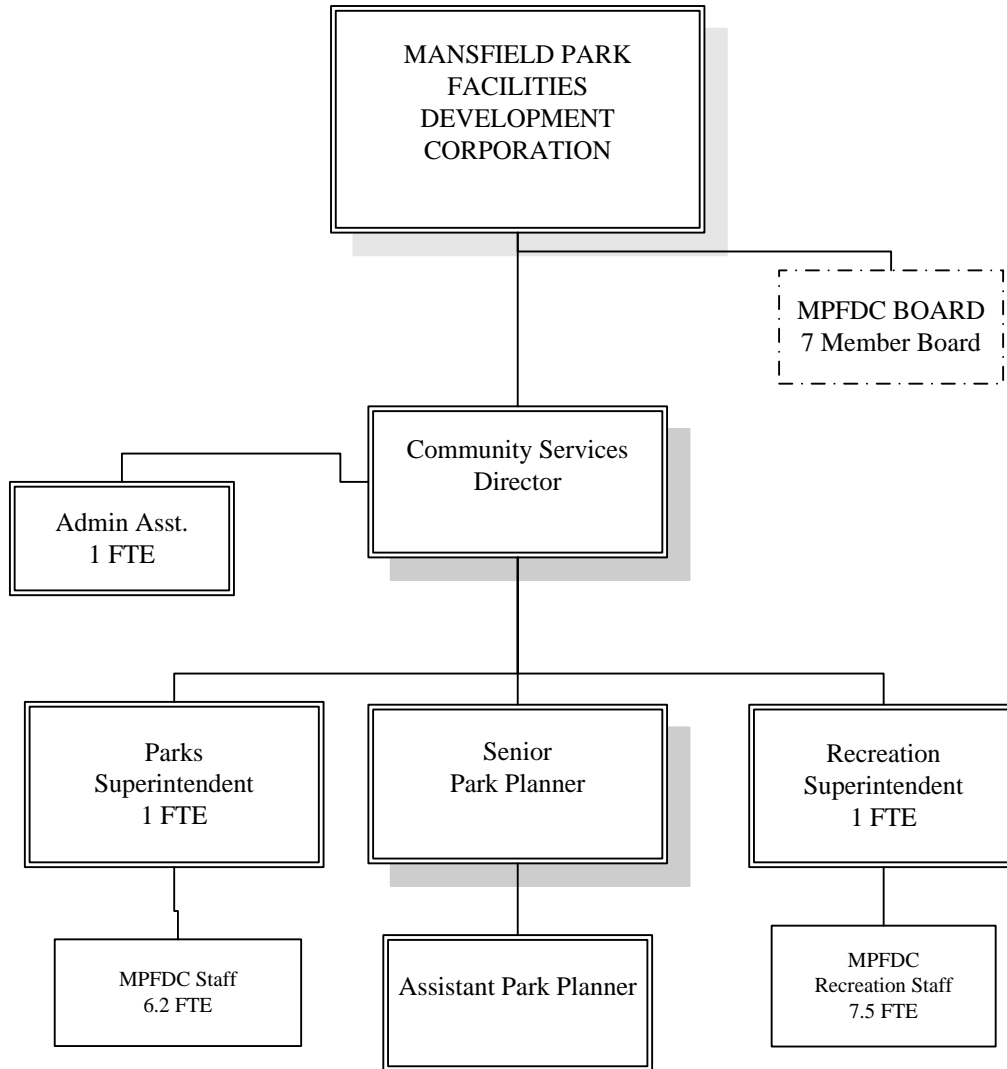 MANSFIELD PARK
FACILITIES
DEVELOPMENT
CORPORATION
MPFDC BOARD
7 Member Board
Community Services
Director
Admin Asst.
1 FTE
Parks
Superintendent
1 FTE
Senior
Park Planner
Recreation
Superintendent
1 FTE
MPFDC Staff
6.2 FTE
Assistant Park Planner
MPFDC
Recreation Staff
7.5 FTE